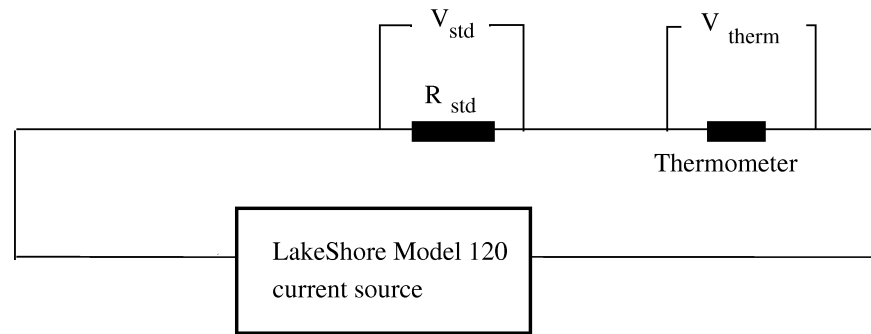 V std
V therm
R std
Thermometer
LakeShore Model 120
current source